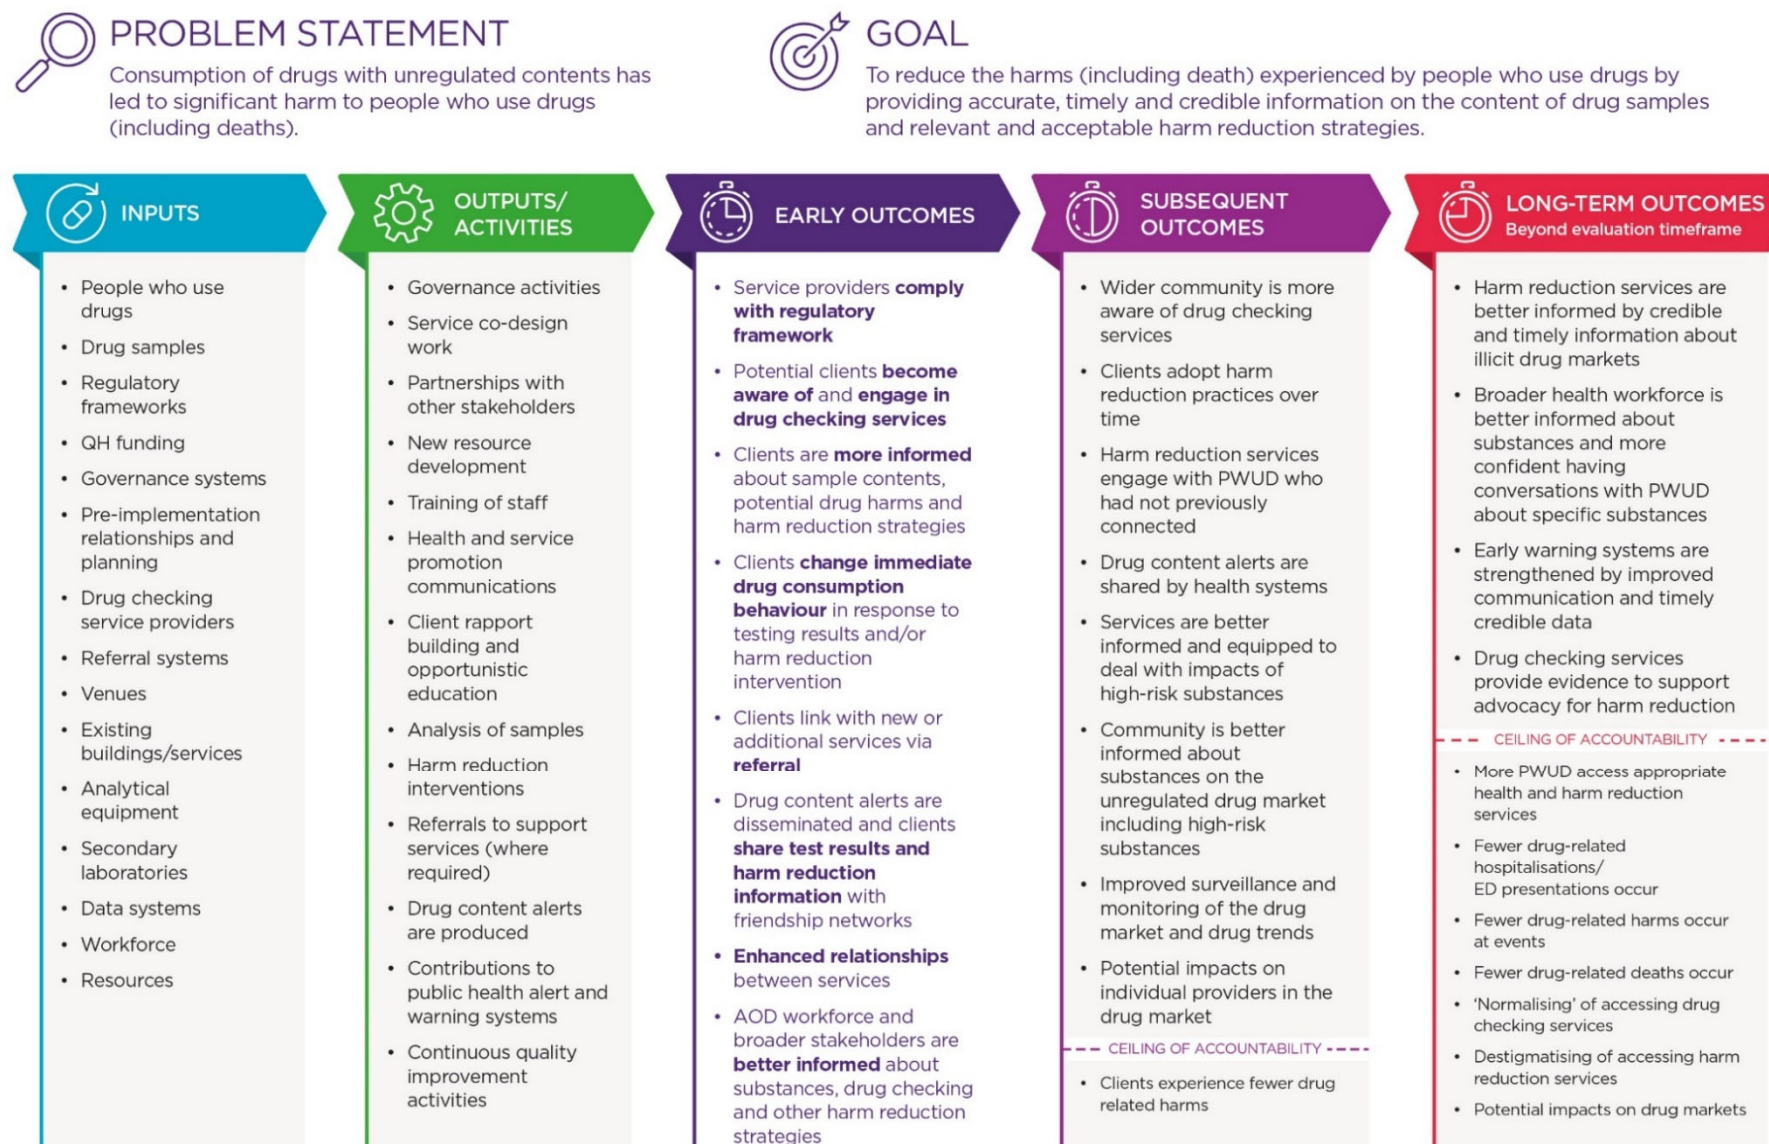 PROBLEM STATEMENT
Consumption of drugs with unregulated contents has
led to significant harm to people who use drugs
(including deaths).
GOAL
To reduce the harms (including death) experienced by people who use drugs by
providing accurate, timely and credible information on the content of drug samples
and relevant and acceptable harm reduction strategies.
INPUTS
• People who use
drugs
• Drug samples
• Regulatory
frameworks
• QH funding
• Governance systems
• Pre-implementation
relationships and
planning
• Drug checking
service providers
• Referral systems
• Venues
• Existing
buildings/services
• Analytical
equipment
• Secondary
laboratories
• Data systems
• Workforce
• Resources
OUTPUTS/
ACTIVITIES
• Governance activities
• Service co-design
work
• Partnerships with
other stakeholders
• New resource
development
• Training of staff
• Health and service
promotion
communications
• Client rapport
building and
opportunistic
education
• Analysis of samples
• Harm reduction
interventions
• Referrals to support
services (where
required)
• Drug content alerts
are produced
• Contributions to
public health alert and
warning systems
• Continuous quality
improvement
activities
EARLY OUTCOMES
• Service providers comply
with regulatory
framework
• Potential clients become
aware of and engage in
drug checking services
• Clients are more informed
about sample contents,
potential drug harms and
harm reduction strategies
• Clients change immediate
drug consumption
behaviour in response to
testing results and/or
harm reduction
intervention
• Clients link with new or
additional services via
referral
• Drug content alerts are
disseminated and clients
share test results and
harm reduction
information with
friendship networks
• Enhanced relationships
between services
• AOD workforce and
broader stakeholders are
better informed about
substances, drug checking
and other harm reduction
strategies
SUBSEQUENT
OUTCOMES
• Wider community is more
aware of drug checking
services
• Clients adopt harm
reduction practices over
time
• Harm reduction services
engage with PWUD who
had not previously
connected
• Drug content alerts are
shared by health systems
• Services are better
informed and equipped to
deal with impacts of
high-risk substances
• Community is better
informed about
substances on the
unregulated drug market
including high-risk
substances
• Improved surveillance and
monitoring of the drug
market and drug trends
• Potential impacts on
individual providers in the
drug market
CEILING OF ACCOUNTABILITY
• Clients experience fewer drug
related harms
LONG-TERM OUTCOMES
Beyond evaluation timeframe
• Harm reduction services are
better informed by credible
and timely information about
illicit drug markets
• Broader health workforce is
better informed about
substances and more
confident having
conversations with PWUD
about specific substances
• Early warning systems are
strengthened by improved
communication and timely
credible data
• Drug checking services
provide evidence to support
advocacy for harm reduction
CEILING OF ACCOUNTABILITY
• More PWUD access appropriate
health and harm reduction
services
• Fewer drug-related
hospitalisations/
ED presentations occur
• Fewer drug-related harms occur
at events
• Fewer drug-related deaths occur
• ‘Normalising’ of accessing drug
checking services
• Destigmatising of accessing harm
reduction services
• Potential impacts on drug markets